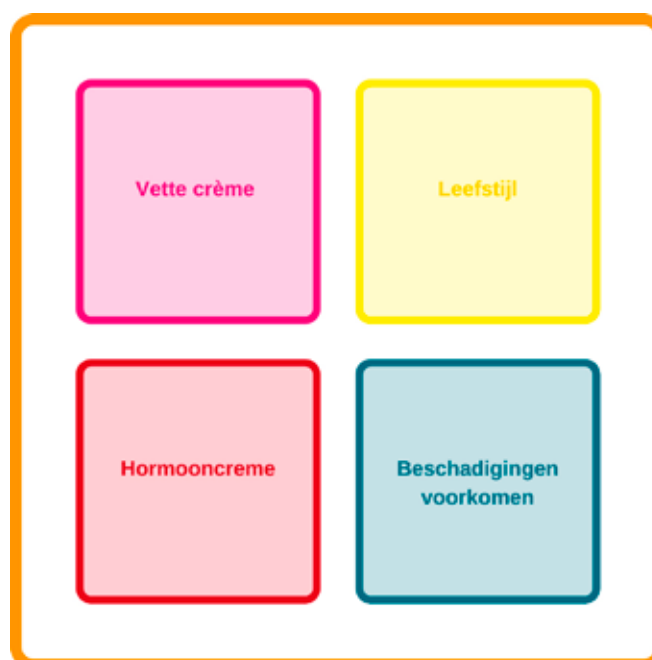 Vette crème
Leefstijl
Hormooncreme
Beschadigingen
voorkomen